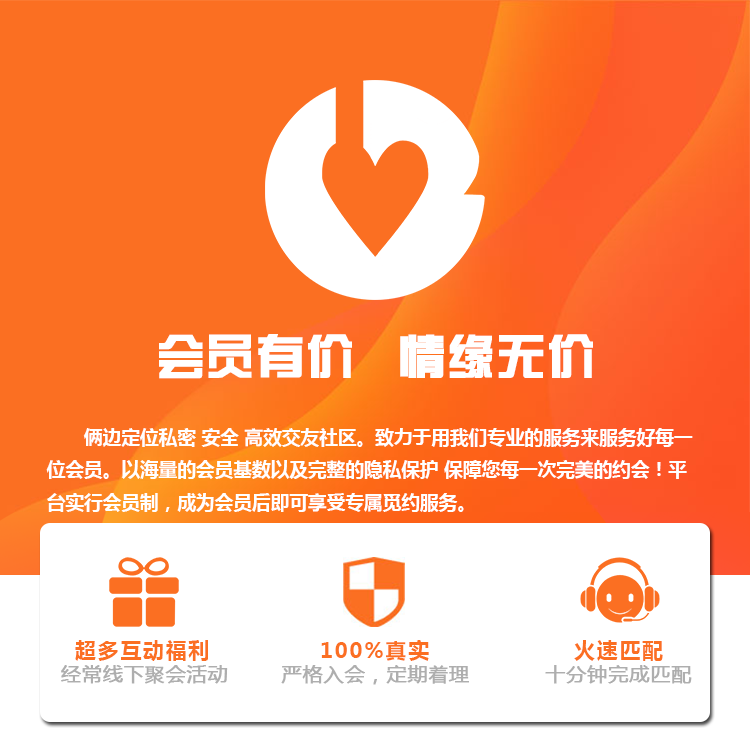 会员有价 情缘无价
俩边定位私密 安全 高效交友社区。致力于用我们专业的服务来服务好每一
位会员。以海量的会员基数以及完整的隐私保护 保障您每一次完美的约会！平
台实行会员制，成为会员后即可享受专属觅约服务。
超多互动福利
经常线下聚会活动
100%真实
严格入会，定期着理
火速匹配
十分钟完成匹配